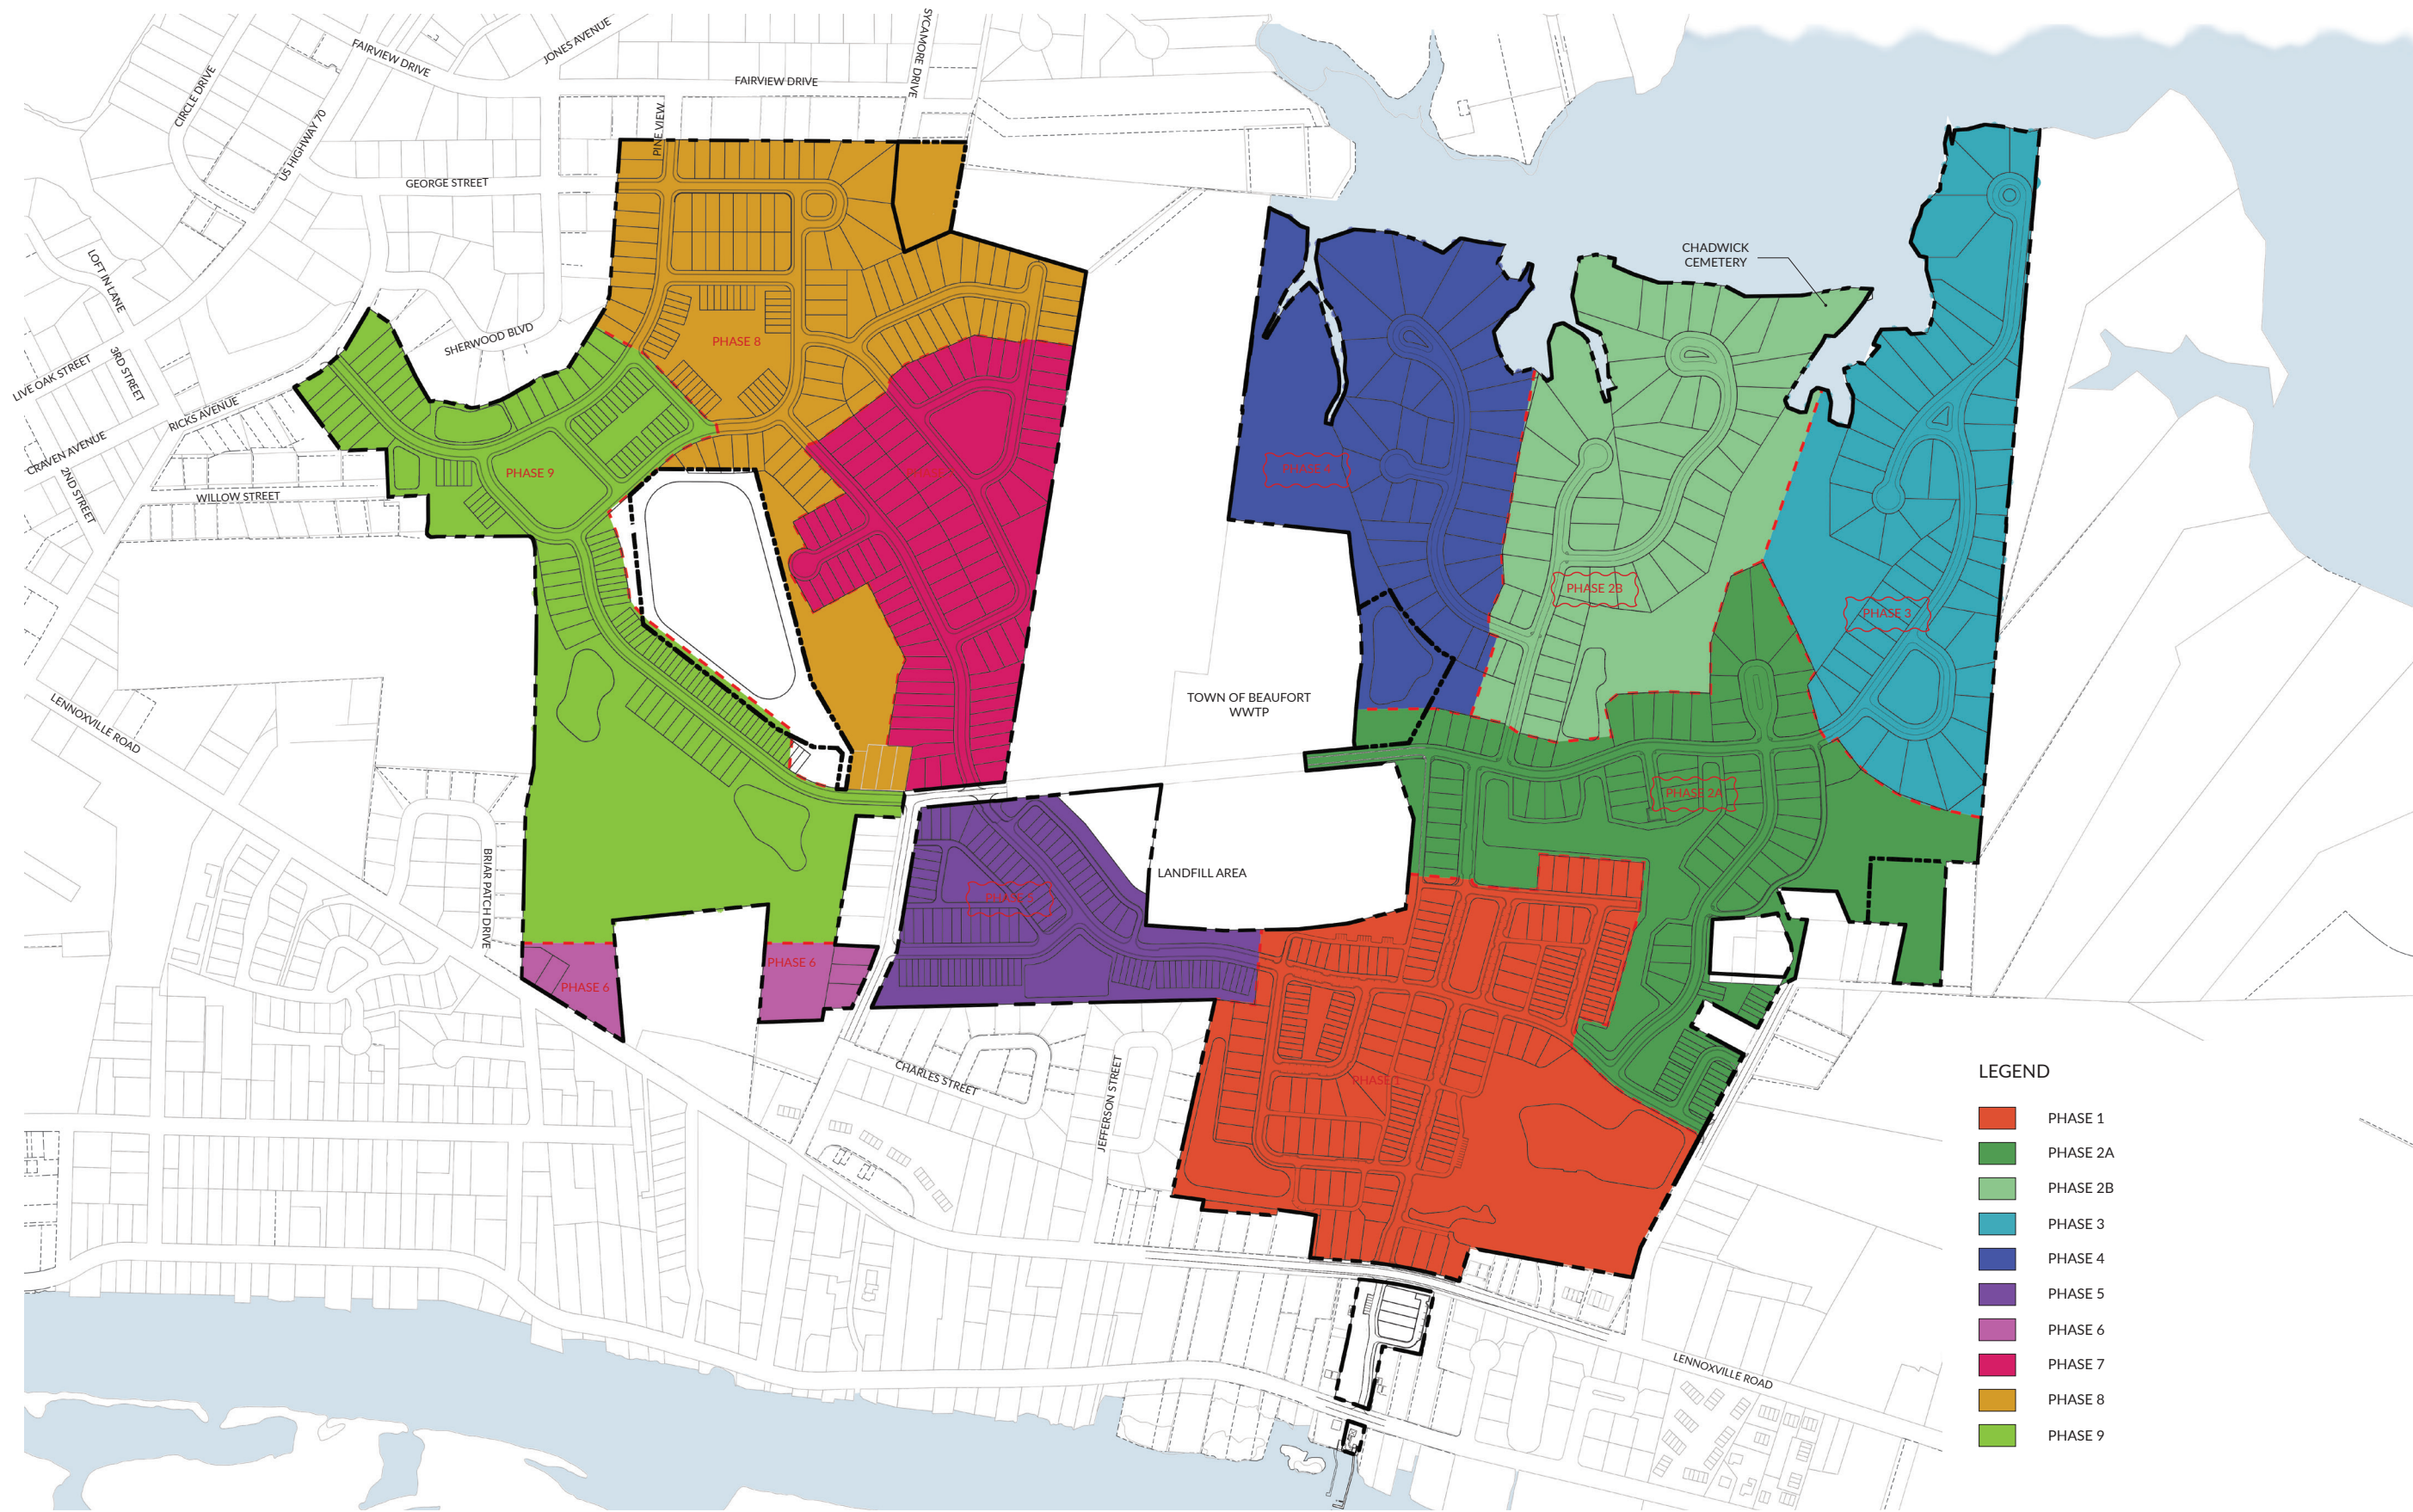 FAIRVIEW DRIVE
JONES AVENUE
SYCAMORE DRIVE
CIRCLE DRIVE
FAIRVIEW DRIVE
US HIGHWAY 70
PINE VIEW
GEORGE STREET
LOFT IN LANE
CHADWICK
CEMETERY
SHERWOOD BLVD
PHASE 8
LIVE OAK STREET
3RD STREET
RICKS AVENUE
CRAVEN AVENUE
2ND STREET
WILLOW STREET
PHASE 9
PHASE 4
PHASE 2B
PHASE 3
LENNOXVILLE ROAD
TOWN OF BEAUFORT
WWTP
PHASE 2A
BRIAR PATCH DRIVE
LANDFILL AREA
PHASE 5
PHASE 6
PHASE 6
CHARLES STREET
JEFFERSON STREET
PHASE 1
LENNOXVILLE ROAD
LEGEND
PHASE 1
PHASE 2A
PHASE 2B
PHASE 3
PHASE 4
PHASE 5
PHASE 6
PHASE 7
PHASE 8
PHASE 9